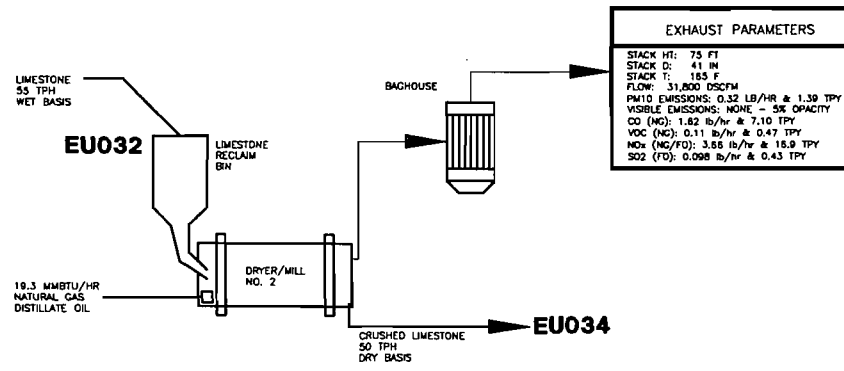 EXHAUST PARAMETERS
STACK HT: 75 FT
STACK D: 41 IN
STACK T: 165 F
FLOW: 31,800 DSCFM
PM10 EMISSIONS: 0.32 LB/HR & 1.39 TPY
VISIBLE EMISSIONS: NONE - 5% OPACITY
CO (NG): 1.62 lb/hr & 7.10 TPY
VOC (NG): 0.11 lb/hr & 0.47 TPY
NOx (NG/FO): 3.66 lb/hr & 16.9 TPY
SO2 (FO): 0.098 lb/hr & 0.43 TPY
LIMESTONE
55 TPH
WET BASIS
BAGHOUSE
EU032
LIMESTONE
RECLAIM
BIN
DRYER/MILL
NO. 2
19.3 MMBTU/HR
NATURAL GAS
DISTILLATE OIL
EU034
CRUSHED LIMESTONE
50 TPH
DRY BASIS